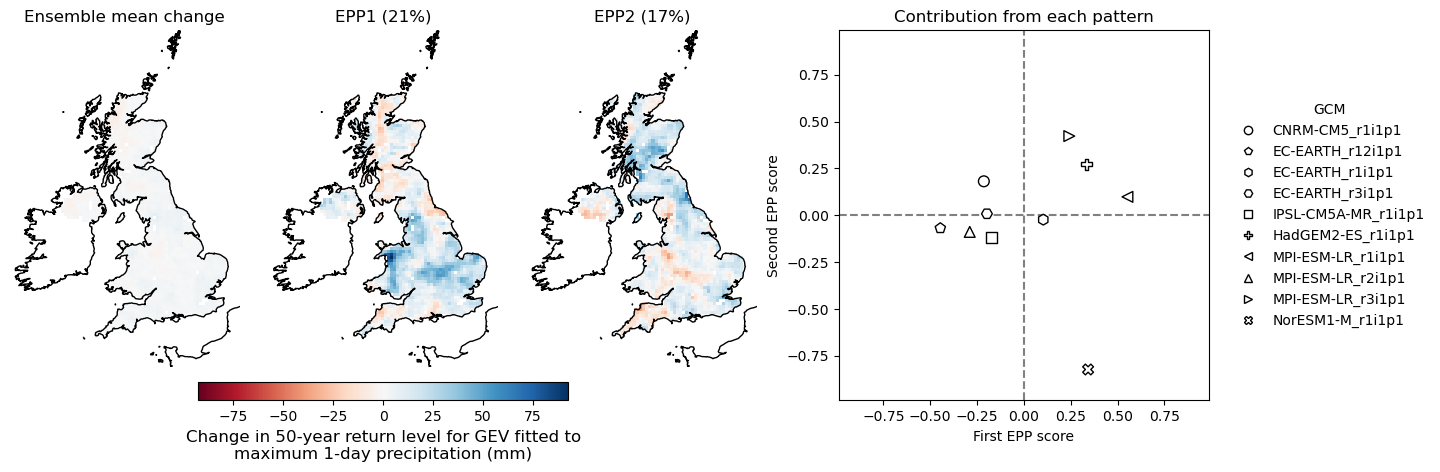 Ensemble mean change
EPP1 (21%)
EPP2 (17%)
−75 −50 −25 0 25 50 75
Change in 50-year return level for GEV fitted to
maximum 1-day precipitation (mm)
Contribution from each pattern
Second EPP score
0.75
0.50
0.25
0.00
−0.25
−0.50
−0.75
−0.75 −0.50 −0.25 0.00 0.25 0.50 0.75
First EPP score
GCM
CNRM-CM5_r1i1p1
EC-EARTH_r12i1p1
EC-EARTH_r1i1p1
EC-EARTH_r3i1p1
IPSL-CM5A-MR_r1i1p1
HadGEM2-ES_r1i1p1
MPI-ESM-LR_r1i1p1
MPI-ESM-LR_r2i1p1
MPI-ESM-LR_r3i1p1
NorESM1-M_r1i1p1